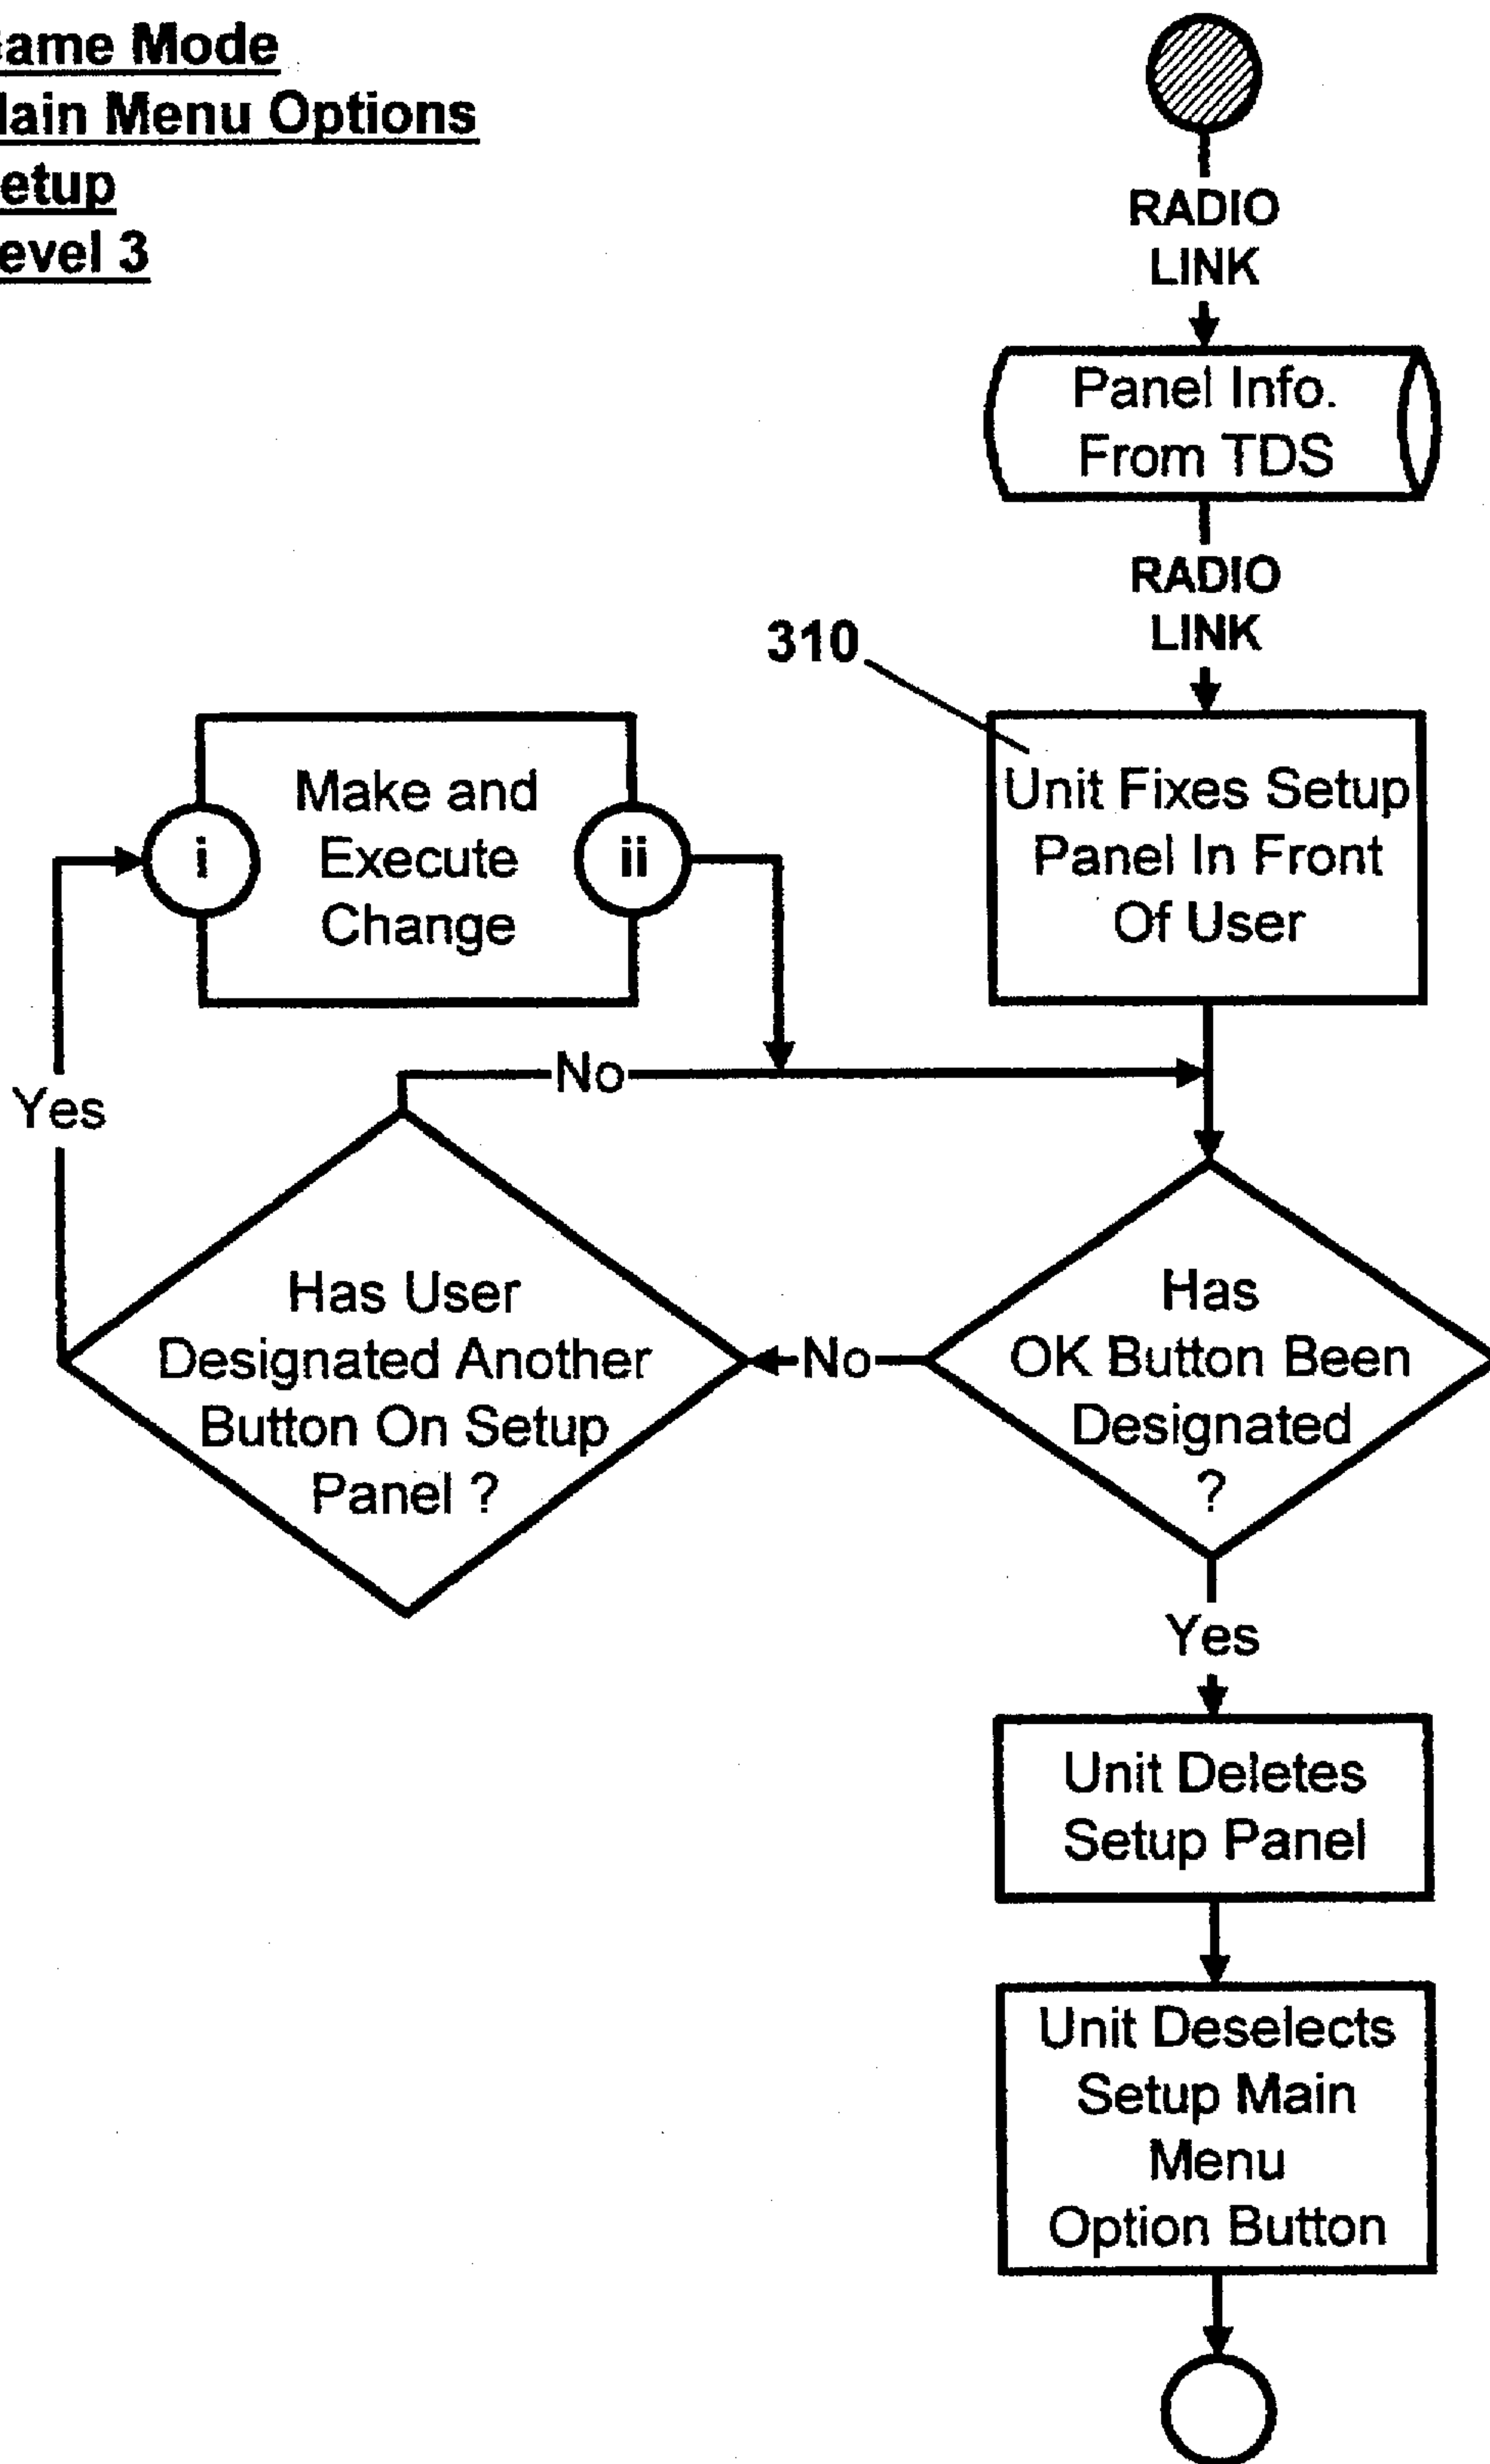 ame Mode
ain Menu Options
etup
evel 3
RADIO
LINK
Panel Info.
From TDS
RADIO
LINK
310
Unit Fixes Setup
Panel In Front
Of User
i
Make and
Execute
Change
ii
No
Yes
Has User
Designated Another
Button On Setup
Panel ?
No
Has
OK Button Been
Designated
?
Yes
Unit Deletes
Setup Panel
Unit Deselects
Setup Main
Menu
Option Button